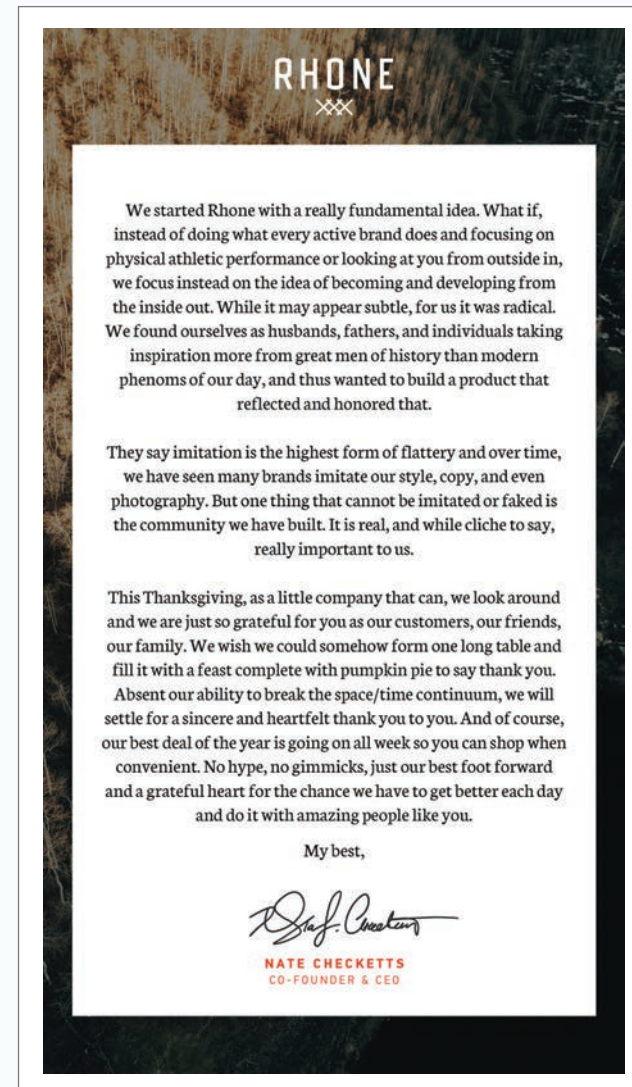 RHONE
We started Rhone with a really fundamental idea. What if,
instead of doing what every active brand does and focusing on
physical athletic performance or looking at you from outside in,
we focus instead on the idea of becoming and developing from
the inside out. While it may appear subtle, for us it was radical.
We found ourselves as husbands, fathers, and individuals taking
inspiration more from great men of history than modern
phenoms of our day, and thus wanted to build a product that
reflected and honored that.
They say imitation is the highest form of flattery and over time,
we have seen many brands imitate our style, copy, and even
photography. But one thing that cannot be imitated or faked is
the community we have built. It is real, and while cliche to say,
really important to us.
This Thanksgiving, as a little company that can, we look around
and we are just so grateful for you as our customers, our friends,
our family. We wish we could somehow form one long table and
fill it with a feast complete with pumpkin pie to say thank you.
Absent our ability to break the space/time continuum, we will
settle for a sincere and heartfelt thank you to you. And of course,
our best deal of the year is going on all week so you can shop when
convenient. No hype, no gimmicks, just our best foot forward
and a grateful heart for the chance we have to get better each day
and do it with amazing people like you.
My best,
NATE CHECKETTS
CO-FOUNDER & CEO